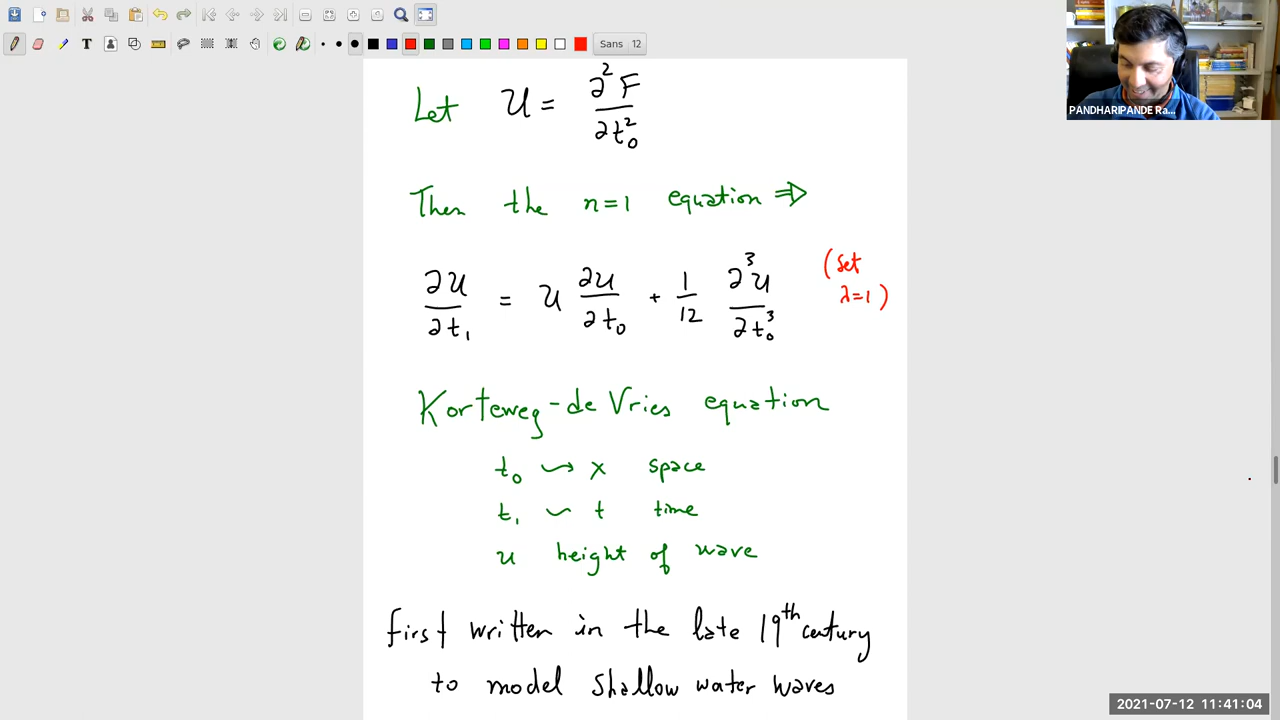 Sans 12
PANDHARIPANDE Ra...
Let U = ∂²F / ∂t₀²
Then the n=1 equation ⇒
∂U/∂t₁ = U ∂U/∂t₀ + 1/12 ∂³U/∂t₀³ (Set λ=1)
Korteweg-de Vries equation
t₀ ⤳ x space
t₁ ~ t time
u height of wave
first written in the late 19th century
to model shallow water waves
2021-07-12 11:41:04